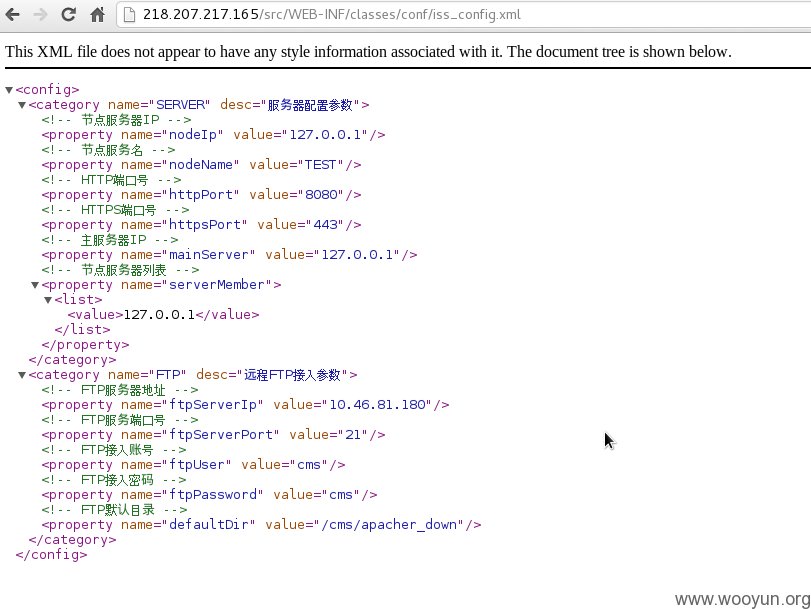 218.207.217.165/src/WEB-INF/classes/conf/iss_config.xml
This XML file does not appear to have any style information associated with it. The document tree is shown below.
▼<config>
▼<category name="SERVER" desc="服务器配置参数">
<!-- 节点服务器IP -->
<property name="nodeIp" value="127.0.0.1"/>
<!-- 节点服务名 -->
<property name="nodeName" value="TEST"/>
<!-- HTTP端口号 -->
<property name="httpPort" value="8080"/>
<!-- HTTPS端口号 -->
<property name="httpsPort" value="443"/>
<!-- 主服务器IP -->
<property name="mainServer" value="127.0.0.1"/>
<!-- 节点服务器列表 -->
▼<property name="serverMember">
▼<list>
<value>127.0.0.1</value>
</list>
</property>
</category>
▼<category name="FTP" desc="远程FTP接入参数">
<!-- FTP服务器地址 -->
<property name="ftpServerIp" value="10.46.81.180"/>
<!-- FTP服务端口号 -->
<property name="ftpServerPort" value="21"/>
<!-- FTP接入账号 -->
<property name="ftpUser" value="cms"/>
<!-- FTP接入密码 -->
<property name="ftpPassword" value="cms"/>
<!-- FTP默认目录 -->
<property name="defaultDir" value="/cms/apacher_down"/>
</category>
</config>
www.wooyun.org